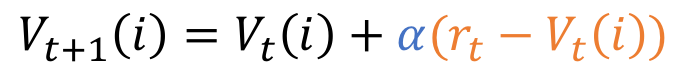 V_{t+1}(i) = V_t(i) + α(r_t − V_t(i))